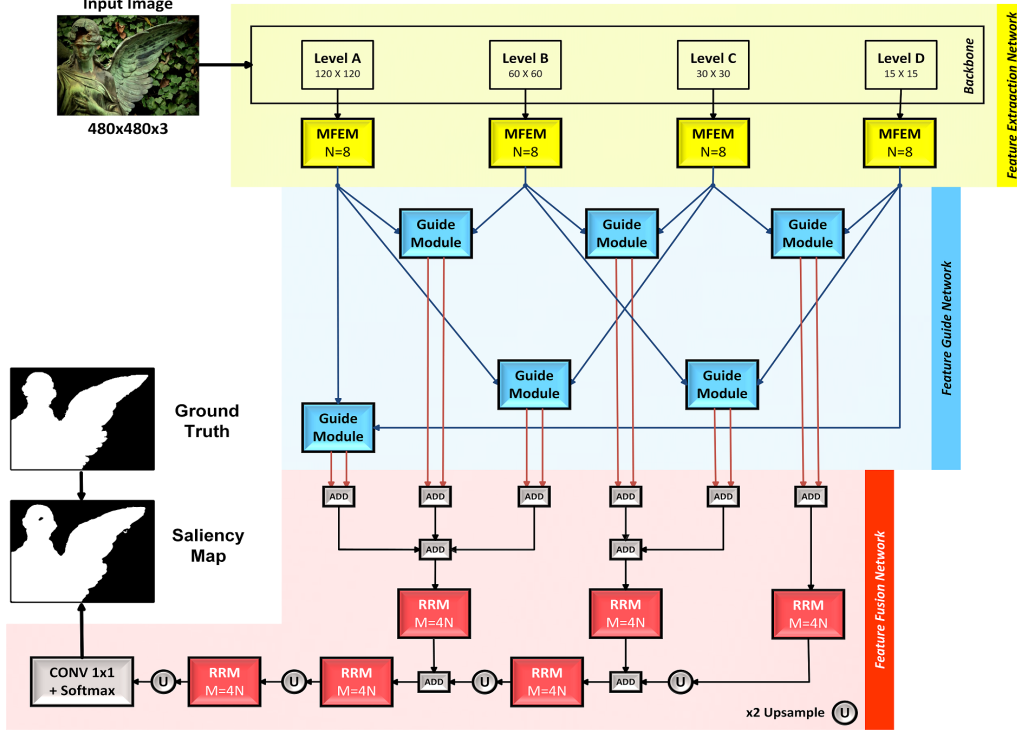 Input Image
480x480x3
Level A
120 X 120
Level B
60 X 60
Level C
30 X 30
Level D
15 X 15
Backbone
Feature Extraaction Network
MFEM
N=8
MFEM
N=8
MFEM
N=8
MFEM
N=8
Guide
Module
Guide
Module
Guide
Module
Guide
Module
Guide
Module
Guide
Module
Feature Guide Network
Ground
Truth
Saliency
Map
ADD
ADD
ADD
ADD
ADD
ADD
ADD
ADD
RRM
M=4N
RRM
M=4N
RRM
M=4N
Feature Fusion Network
CONV 1x1
+ Softmax
U
RRM
M=4N
U
RRM
M=4N
ADD
U
RRM
M=4N
ADD
U
x2 Upsample U